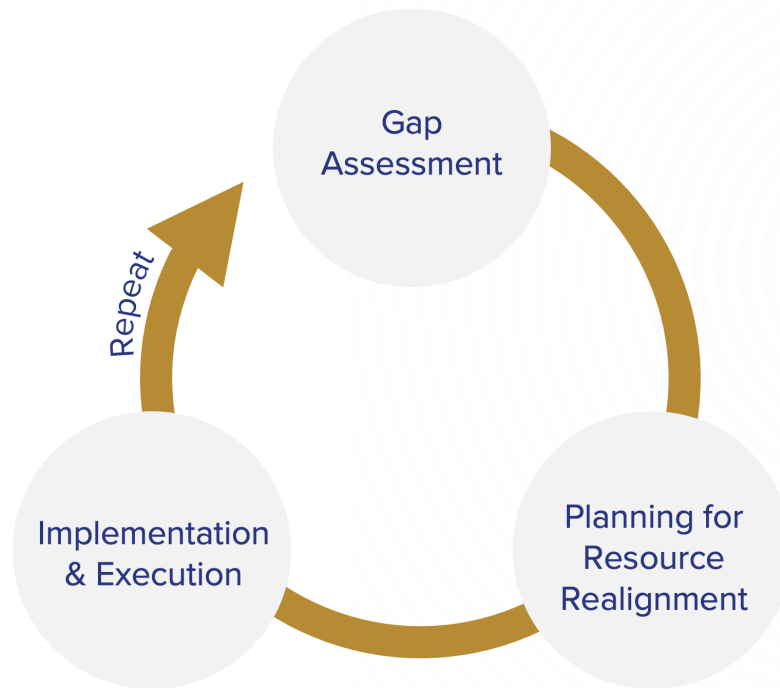 Gap
Assessment
Repeat
Implementation
& Execution
Planning for
Resource
Realignment